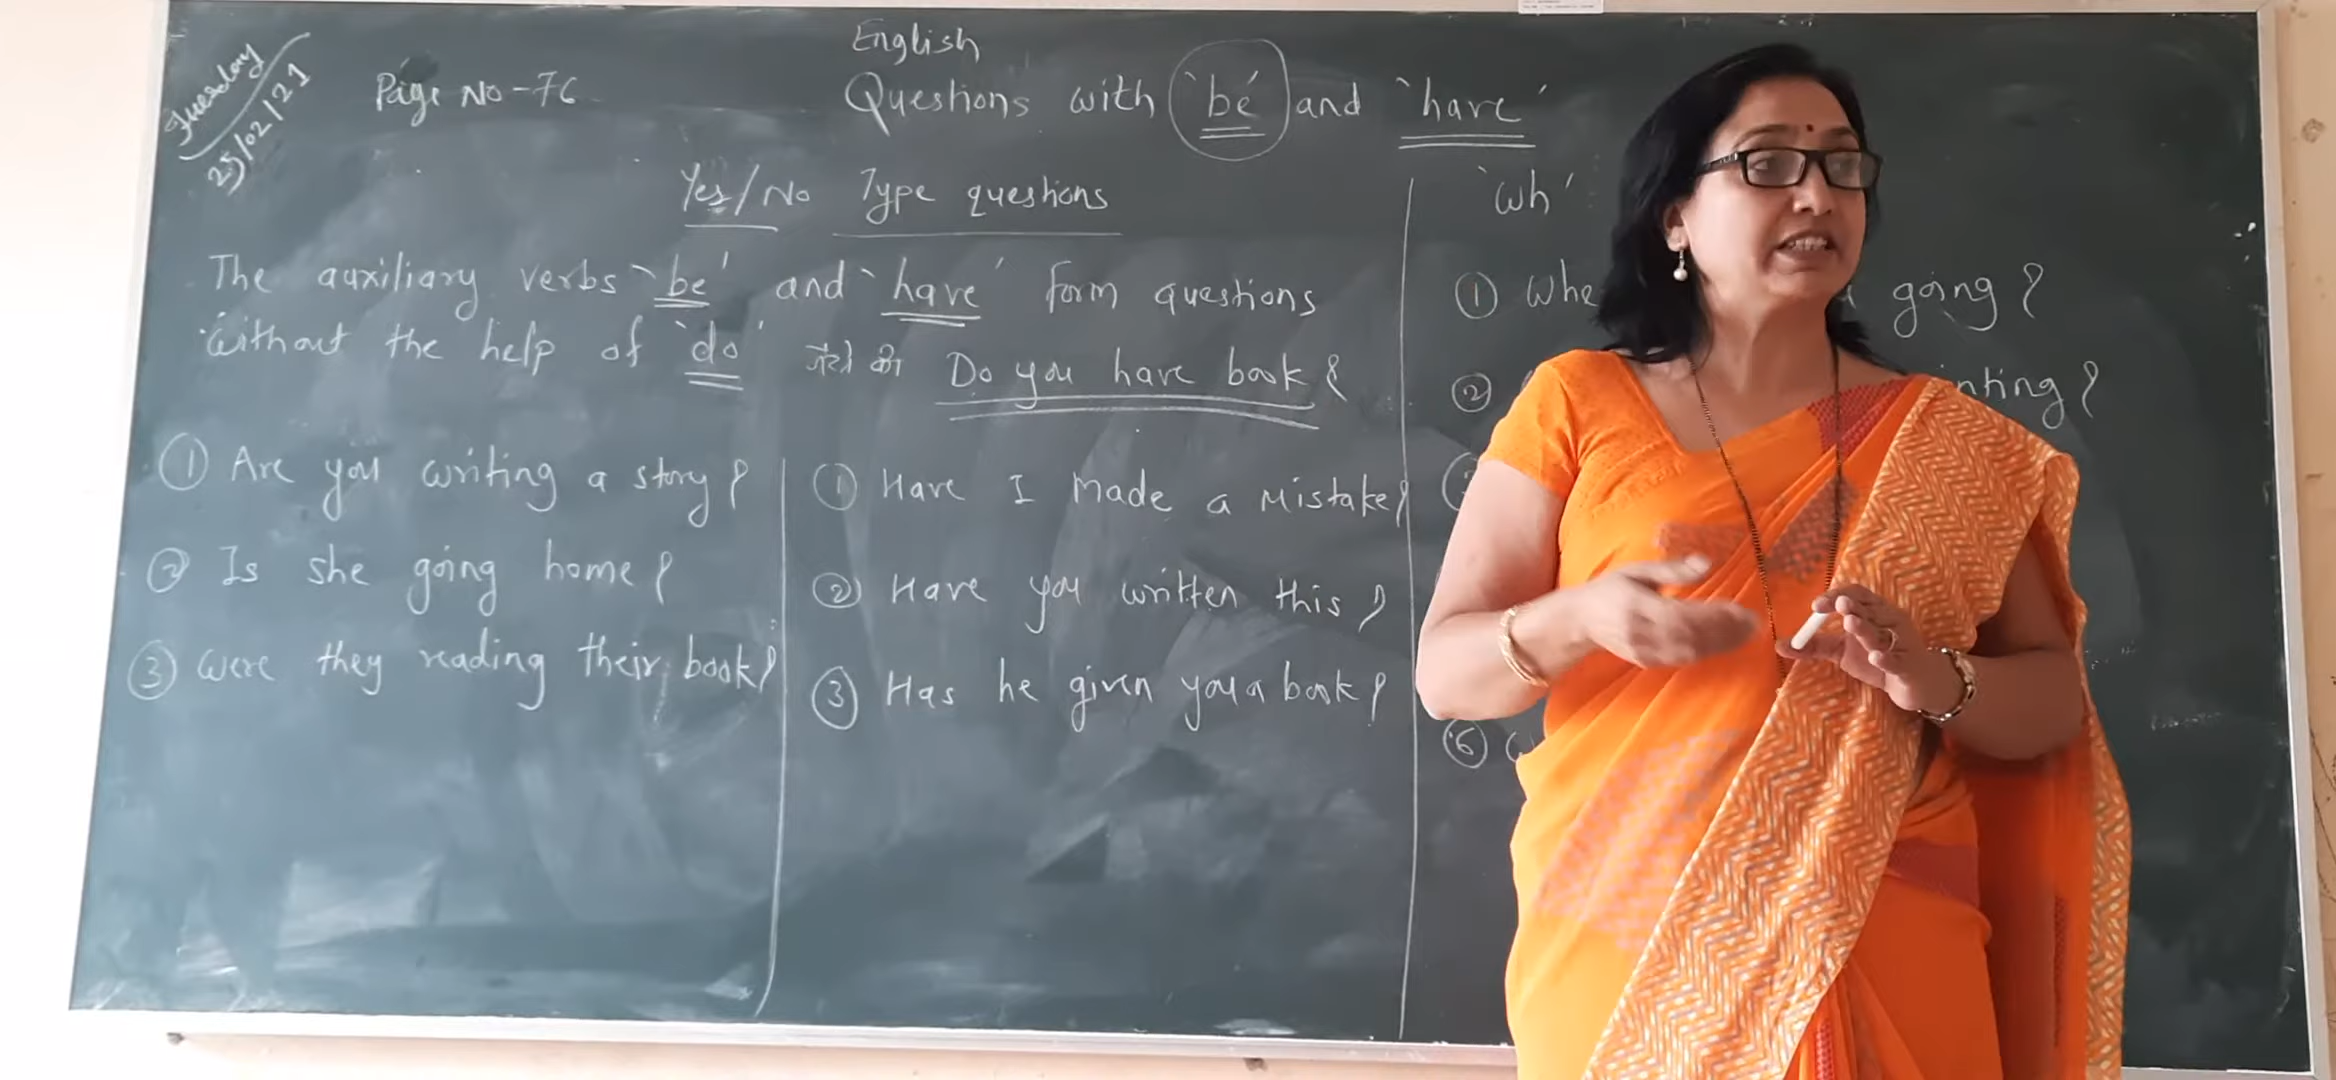 Tuesday
25/02/21
Page No-76
English
Questions with 'be' and 'have'
Yes/No Type questions
The auxiliary verbs 'be' and 'have' form questions
without the help of 'do' Do you have book?
① Are you writing a story?
② Is she going home?
③ were they reading their book?
① Have I made a mistake?
② Have you written this?
③ Has he given you a book?
'wh'
① going?
②
⑥